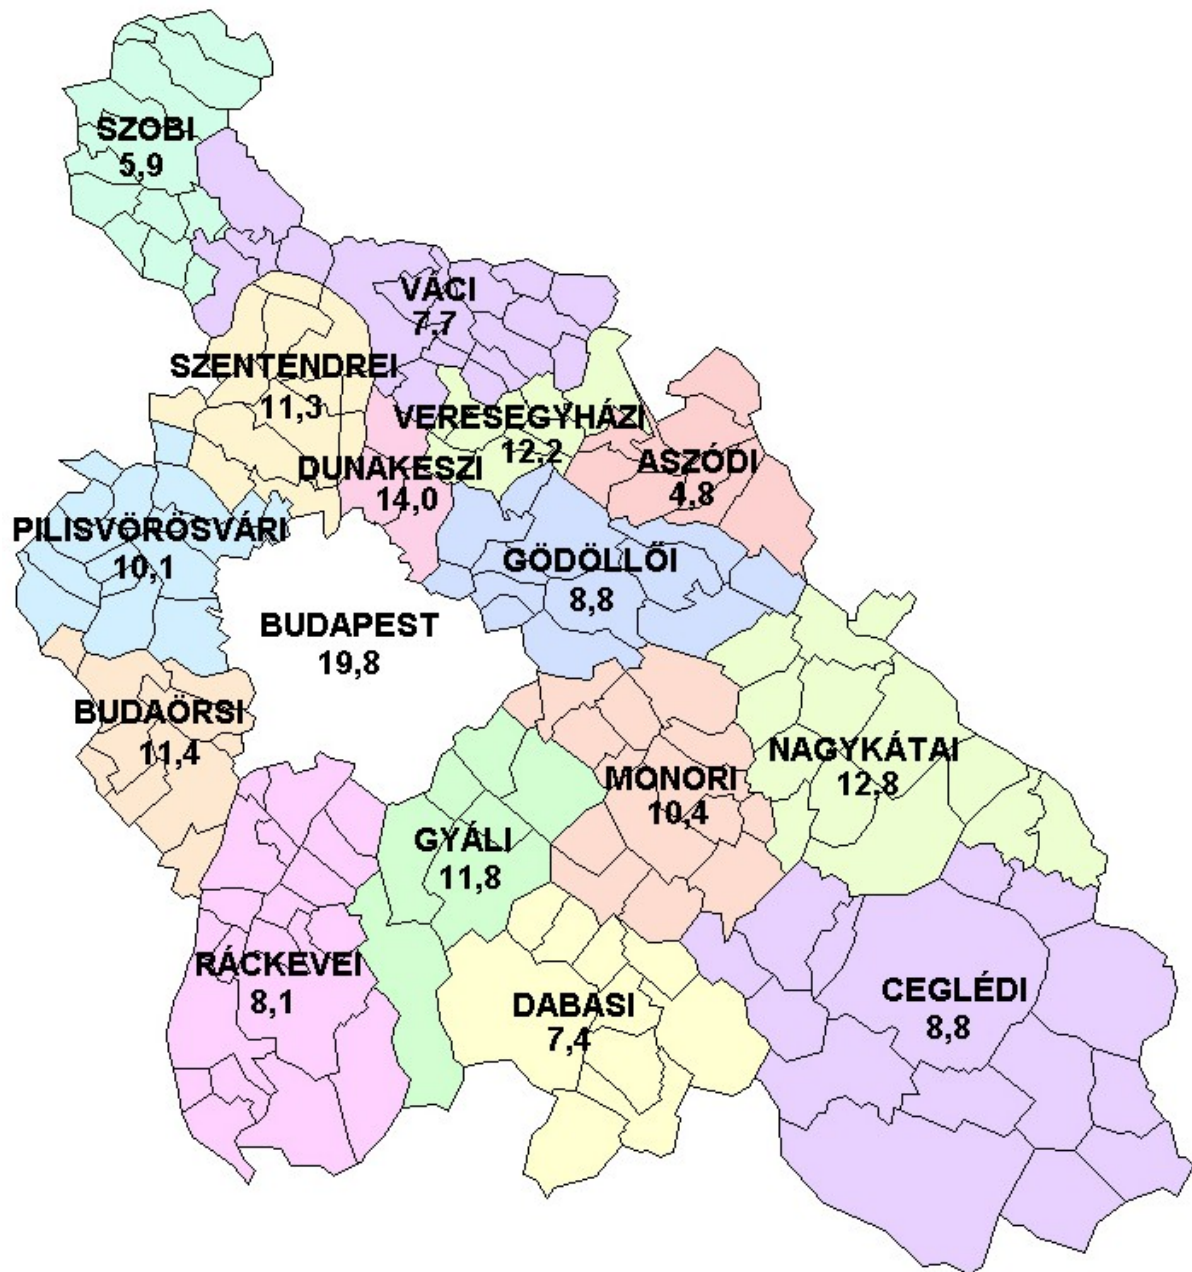 SZOBI
5,9
VÁCI
7,7
SZENTENDREI
11,3
VERESEGYHÁZI
12,2
DUNAKESZI
14,0
ASZÓDI
4,8
PILISVÖRÖSVÁRI
10,1
GÖDÖLLŐI
8,8
BUDAPEST
19,8
BUDAÖRSI
11,4
NAGYKÁTAI
12,8
MONORI
10,4
GYÁLI
11,8
RÁCKEVEI
8,1
DABASI
7,4
CEGLÉDI
8,8